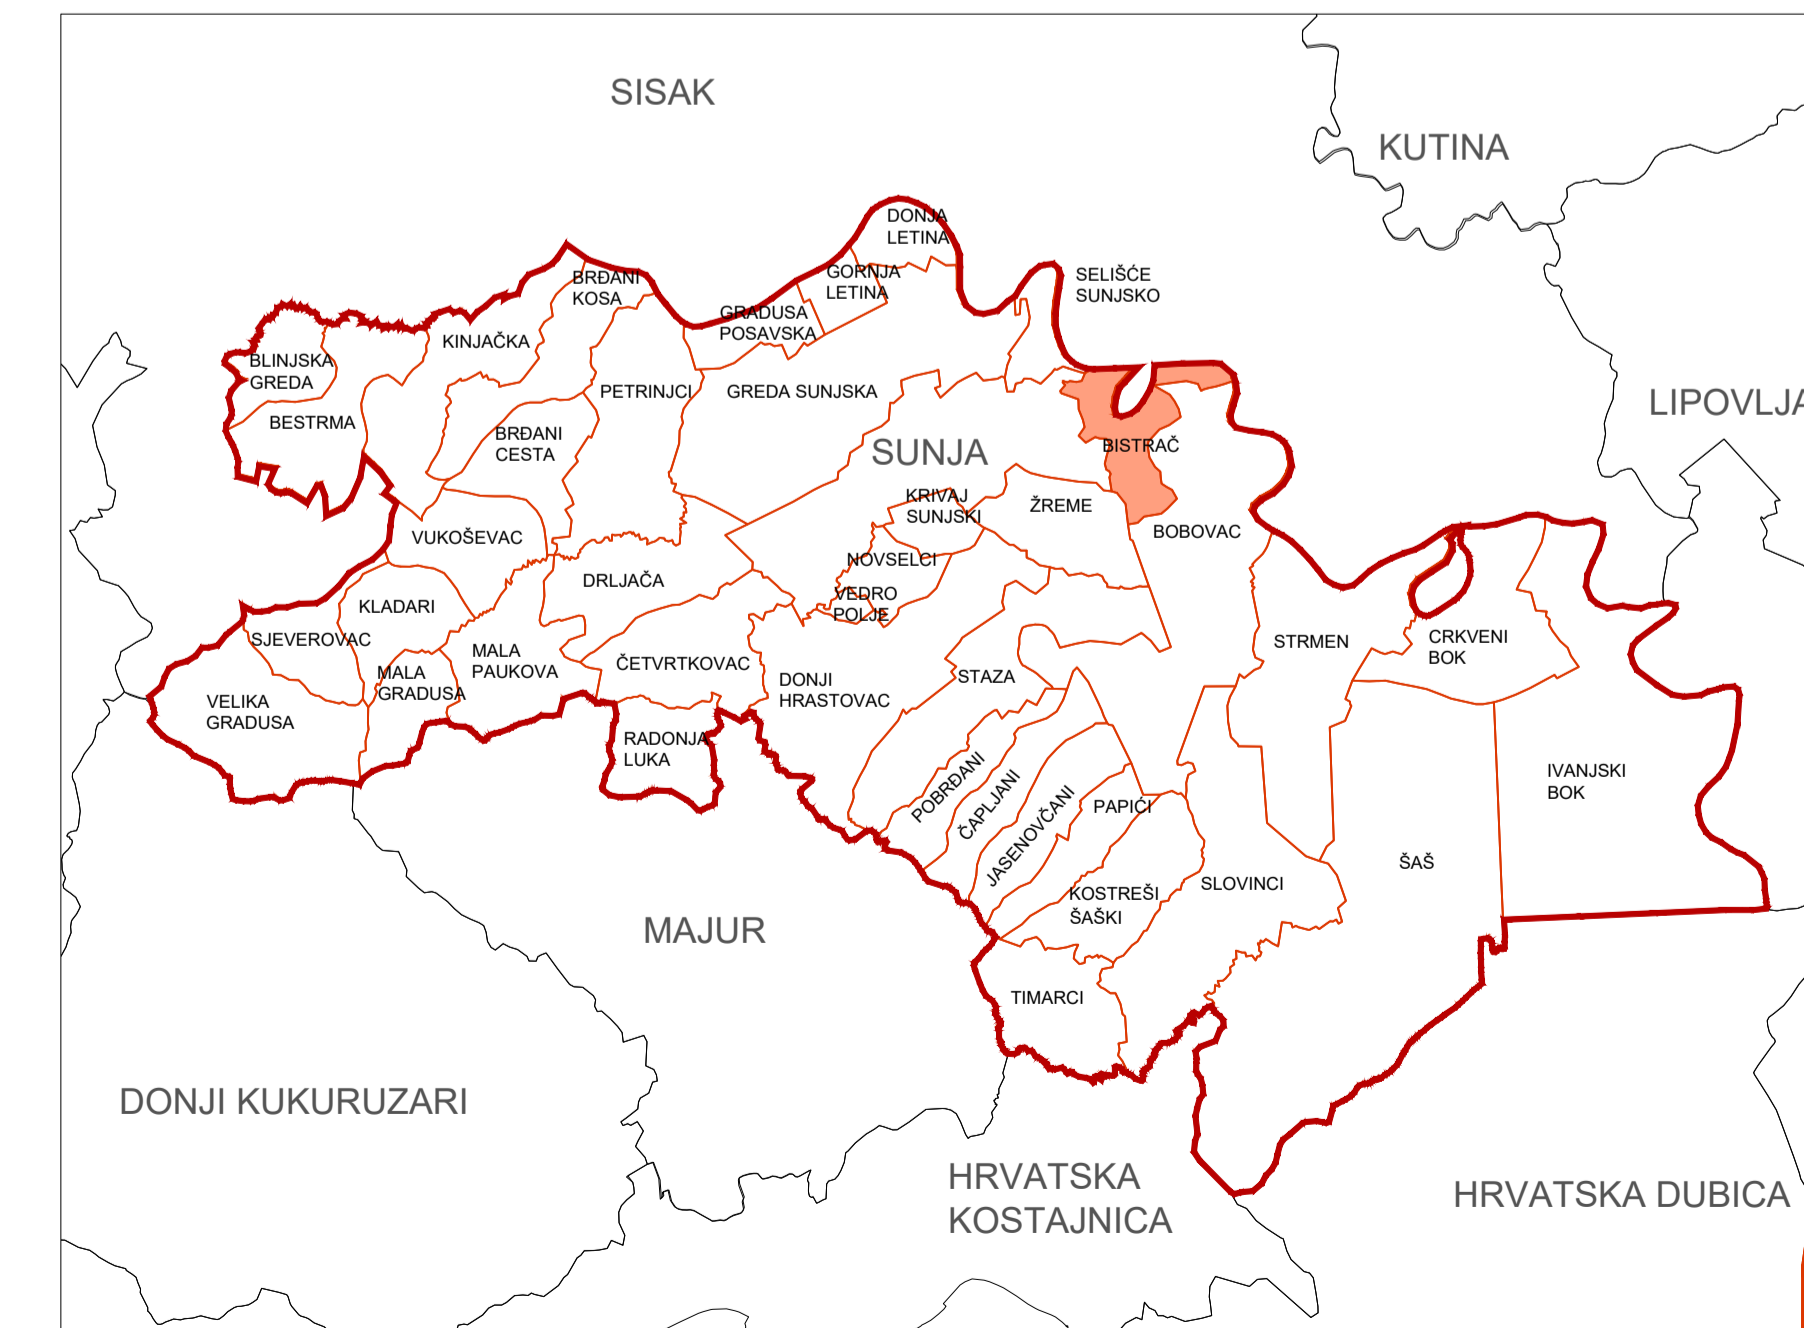 SISAK
KUTINA
DONJA
LETINA
SELIŠĆE
SUNJSKO
GORNJA
LETINA
BRĐANI
KOSA
GRADUSA
POSAVSKA
KINJAČKA
BLINJSKA
GREDA
PETRINJCI
GREDA SUNJSKA
LIPOVLJA
BESTRMA
BRĐANI
CESTA
SUNJA
BISTRAČ
KRIVAJ
SUNJSKI
ŽREME
BOBOVAC
VUKOŠEVAC
NOVSELCI
DRLJAČA
VEDRO
POLJE
KLADARI
SJEVEROVAC
STRMEN
CRKVENI
BOK
MALA
PAUKOVA
ČETVRTKOVAC
MALA
GRADUSA
STAZA
DONJI
HRASTOVAC
VELIKA
GRADUSA
RADONJA
LUKA
IVANJSKI
BOK
POBRĐANI
ČAPLJANI
JASENOVČANI
PAPIĆI
ŠAŠ
SLOVINCI
KOSTREŠI
ŠAŠKI
MAJUR
TIMARCI
DONJI KUKURUZARI
HRVATSKA
KOSTAJNICA
HRVATSKA DUBICA